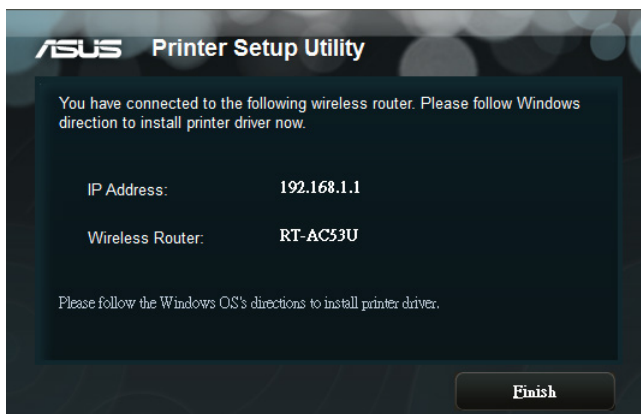 ASUS Printer Setup Utility
You have connected to the following wireless router. Please follow Windows
direction to install printer driver now.
IP Address: 192.168.1.1
Wireless Router: RT-AC53U
Please follow the Windows OS's directions to install printer driver.
Finish